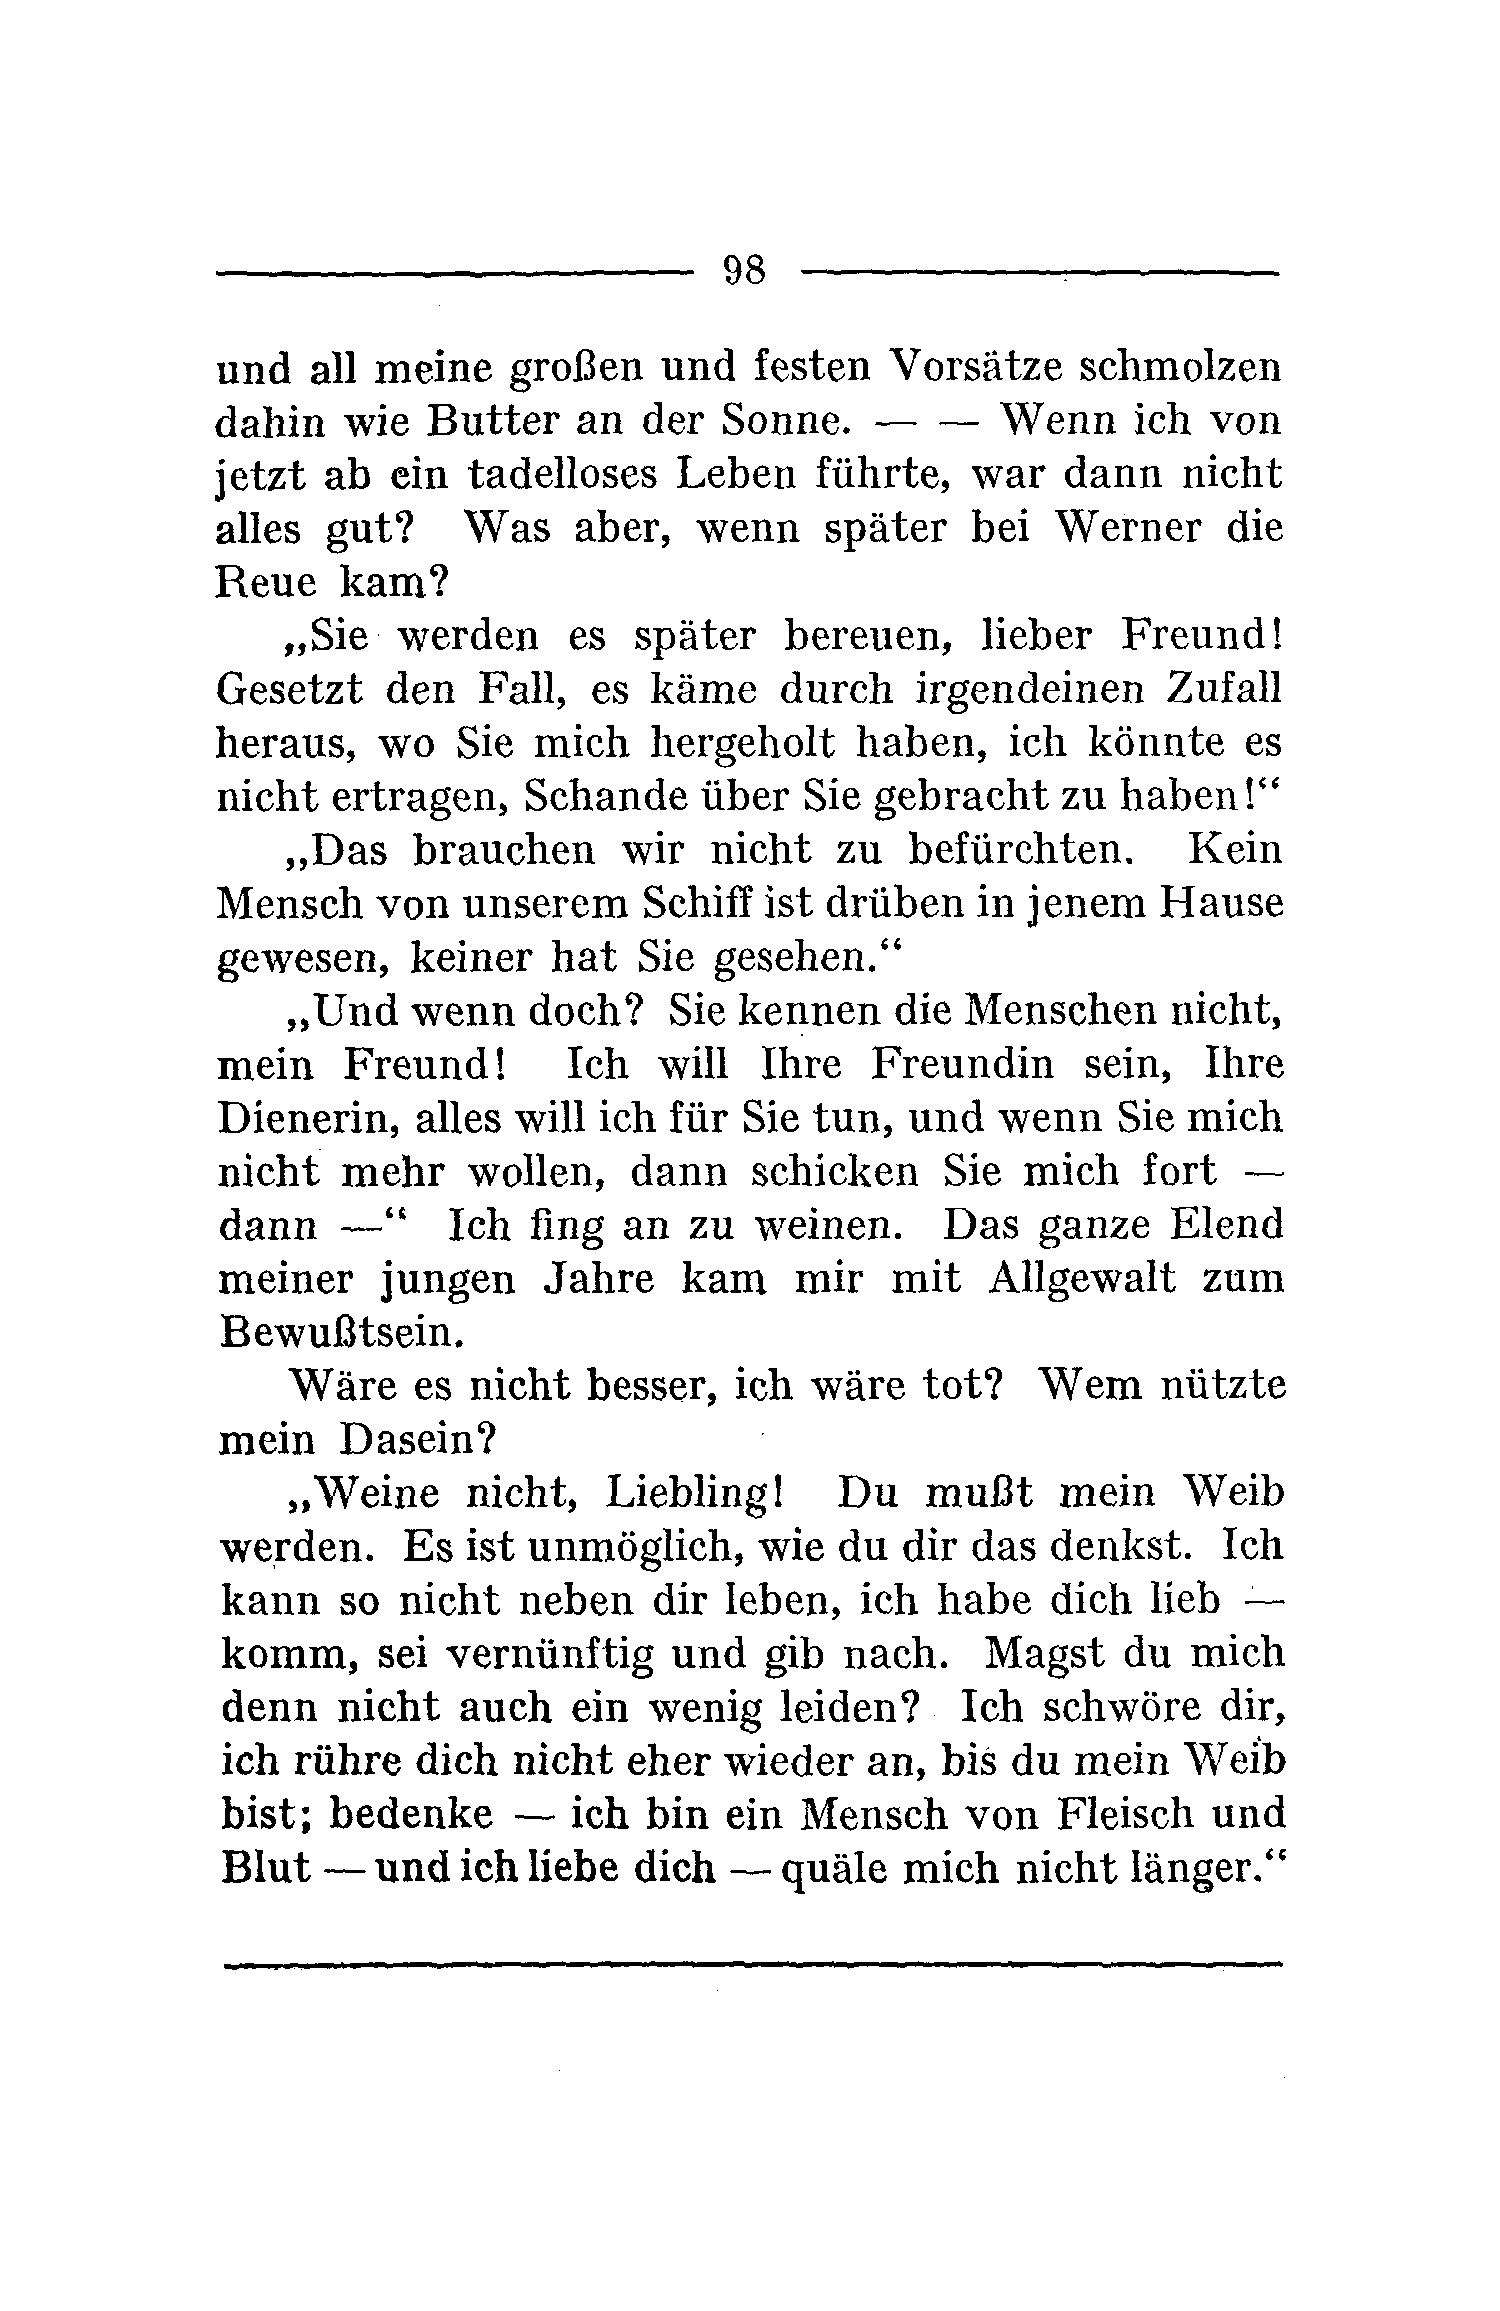 98
und all meine großen und festen Vorsätze schmolzen
dahin wie Butter an der Sonne. — — Wenn ich von
jetzt ab ein tadelloses Leben führte, war dann nicht
alles gut? Was aber, wenn später bei Werner die
Reue kam?
„Sie werden es später bereuen, lieber Freund!
Gesetzt den Fall, es käme durch irgendeinen Zufall
heraus, wo Sie mich hergeholt haben, ich könnte es
nicht ertragen, Schande über Sie gebracht zu haben!“
„Das brauchen wir nicht zu befürchten. Kein
Mensch von unserem Schiff ist drüben in jenem Hause
gewesen, keiner hat Sie gesehen.“
„Und wenn doch? Sie kennen die Menschen nicht,
mein Freund! Ich will Ihre Freundin sein, Ihre
Dienerin, alles will ich für Sie tun, und wenn Sie mich
nicht mehr wollen, dann schicken Sie mich fort —
dann —“ Ich fing an zu weinen. Das ganze Elend
meiner jungen Jahre kam mir mit Allgewalt zum
Bewußtsein.
Wäre es nicht besser, ich wäre tot? Wem nützte
mein Dasein?
„Weine nicht, Liebling! Du mußt mein Weib
werden. Es ist unmöglich, wie du dir das denkst. Ich
kann so nicht neben dir leben, ich habe dich lieb —
komm, sei vernünftig und gib nach. Magst du mich
denn nicht auch ein wenig leiden? Ich schwöre dir,
ich rühre dich nicht eher wieder an, bis du mein Weib
bist; bedenke — ich bin ein Mensch von Fleisch und
Blut — und ich liebe dich — quäle mich nicht länger.“